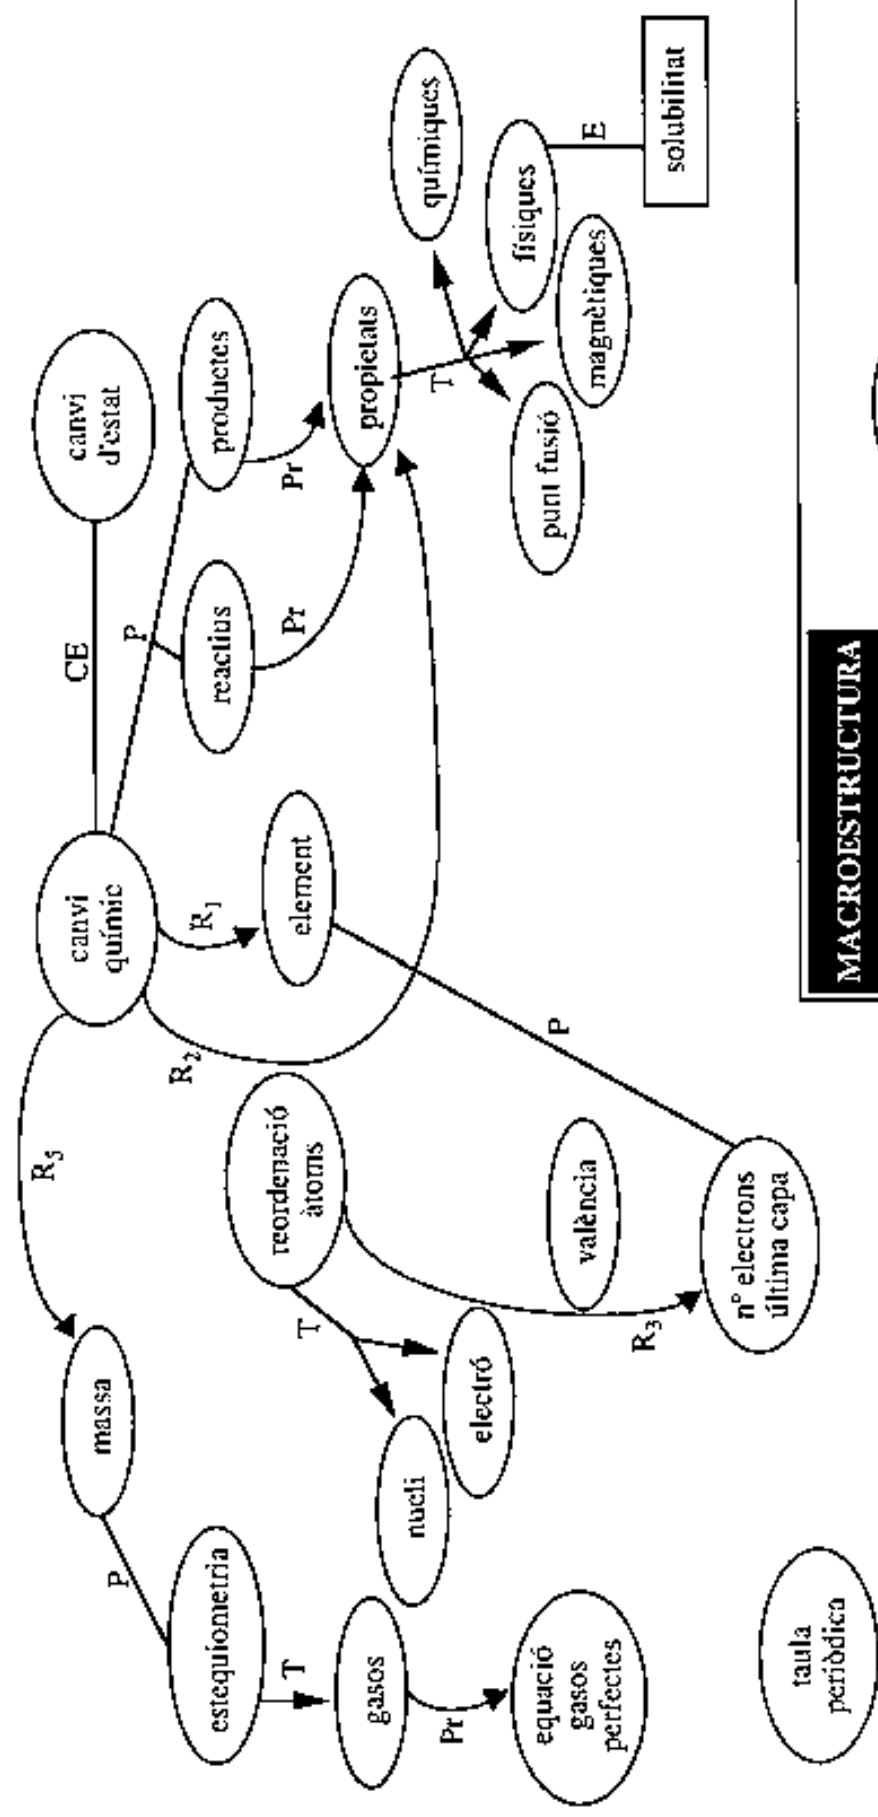 R₅
massa
canvi
químic
CE
canvi
d'estat
P
P
estequiometria
R₂
R₁
reactius
productes
T
T
reordenació
àtoms
element
Pr
Pr
gasos
propietats
nucli
químiques
T
Pr
electró
equació
gasos
perfectes
físiques
punt fusió
P
valència
magnètiques
E
R₃
solubilitat
nº electrons
última capa
taula
periòdica
MACROESTRUCTURA